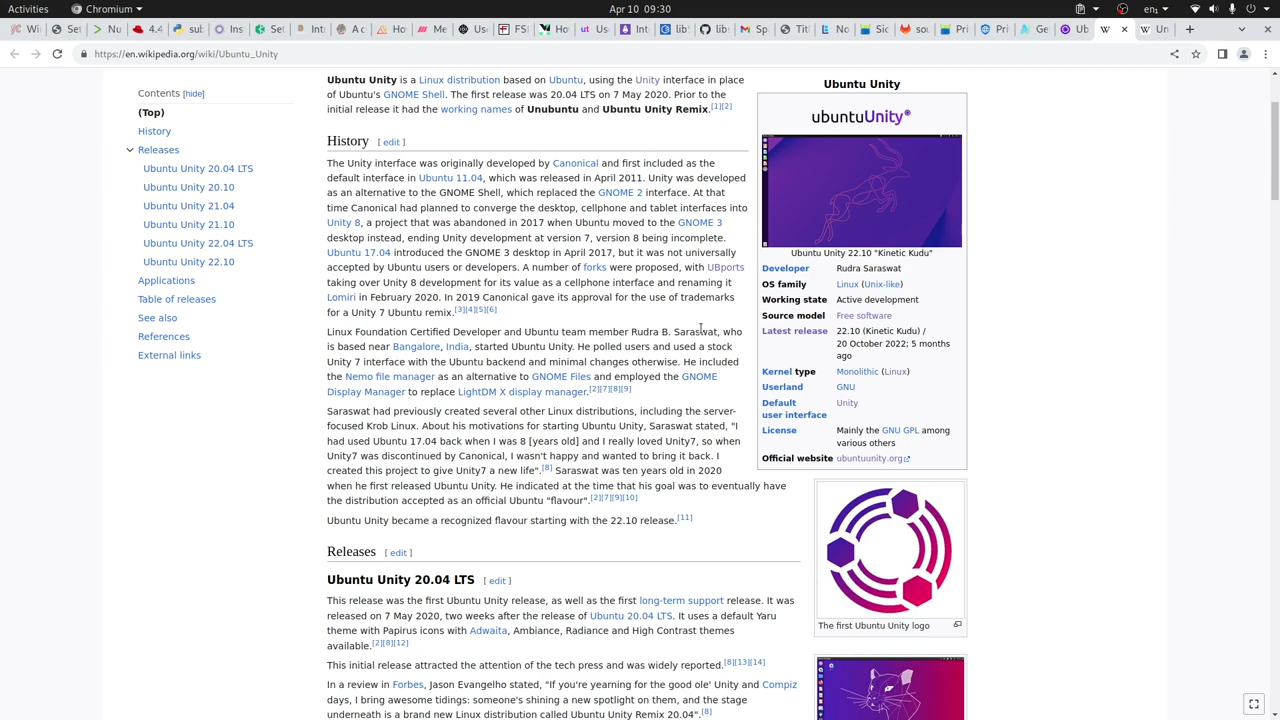 Activities
Chromium
Apr 10 09:30
en
https://en.wikipedia.org/wiki/Ubuntu_Unity
Contents [hide]
(Top)
History
Releases
Ubuntu Unity 20.04 LTS
Ubuntu Unity 20.10
Ubuntu Unity 21.04
Ubuntu Unity 21.10
Ubuntu Unity 22.04 LTS
Ubuntu Unity 22.10
Applications
Table of releases
See also
References
External links
Ubuntu Unity is a Linux distribution based on Ubuntu, using the Unity interface in place
of Ubuntu's GNOME Shell. The first release was 20.04 LTS on 7 May 2020. Prior to the
initial release it had the working names of Unubuntu and Ubuntu Unity Remix.[1][2]
History [ edit ]
The Unity interface was originally developed by Canonical and first included as the
default interface in Ubuntu 11.04, which was released in April 2011. Unity was developed
as an alternative to the GNOME Shell, which replaced the GNOME 2 interface. At that
time Canonical had planned to converge the desktop, cellphone and tablet interfaces into
Unity 8, a project that was abandoned in 2017 when Ubuntu moved to the GNOME 3
desktop instead, ending Unity development at version 7, version 8 being incomplete.
Ubuntu 17.04 introduced the GNOME 3 desktop in April 2017, but it was not universally
accepted by Ubuntu users or developers. A number of forks were proposed, with UBports
taking over Unity 8 development for its value as a cellphone interface and renaming it
Lomiri in February 2020. In 2019 Canonical gave its approval for the use of trademarks
for a Unity 7 Ubuntu remix.[3][4][5][6]
Linux Foundation Certified Developer and Ubuntu team member Rudra B. Saraswat, who
is based near Bangalore, India, started Ubuntu Unity. He polled users and used a stock
Unity 7 interface with the Ubuntu backend and minimal changes otherwise. He included
the Nemo file manager as an alternative to GNOME Files and employed the GNOME
Display Manager to replace LightDM X display manager.[2][7][8][9]
Saraswat had previously created several other Linux distributions, including the server-
focused Krob Linux. About his motivations for starting Ubuntu Unity, Saraswat stated, "I
had used Ubuntu 17.04 back when I was 8 [years old] and I really loved Unity7, so when
Unity7 was discontinued by Canonical, I wasn't happy and wanted to bring it back. I
created this project to give Unity7 a new life".[8] Saraswat was ten years old in 2020
when he first released Ubuntu Unity. He indicated at the time that his goal was to eventually have
the distribution accepted as an official Ubuntu "flavour".[2][7][9][10]
Ubuntu Unity became a recognized flavour starting with the 22.10 release.[11]
Releases [ edit ]
Ubuntu Unity 20.04 LTS [ edit ]
This release was the first Ubuntu Unity release, as well as the first long-term support release. It was
released on 7 May 2020, two weeks after the release of Ubuntu 20.04 LTS. It uses a default Yaru
theme with Papirus icons with Adwaita, Ambiance, Radiance and High Contrast themes
available.[2][8][12]
This initial release attracted the attention of the tech press and was widely reported.[8][13][14]
In a review in Forbes, Jason Evangelho stated, "If you're yearning for the good ole' Unity and Compiz
days, I bring awesome tidings: someone's shining a new spotlight on them, and the stage
underneath is a brand new Linux distribution called Ubuntu Unity Remix 20.04".[8]
Ubuntu Unity
ubuntuUnity
Ubuntu Unity 22.10 "Kinetic Kudu"
Developer Rudra Saraswat
OS family Linux (Unix-like)
Working state Active development
Source model Free software
Latest release 22.10 (Kinetic Kudu) /
20 October 2022; 5 months
ago
Kernel type Monolithic (Linux)
Userland GNU
Default Unity
user interface
License Mainly the GNU GPL among
various others
Official website ubuntuunity.org
The first Ubuntu Unity logo